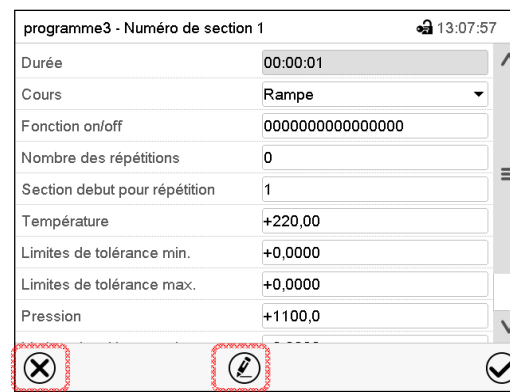 programme3 - Numéro de section 1 13:07:57
Durée 00:00:01
Cours Rampe
Fonction on/off 0000000000000000
Nombre des répétitions 0
Section debut pour répétition 1
Température +220,00
Limites de tolérance min. +0,0000
Limites de tolérance max. +0,0000
Pression +1100,0